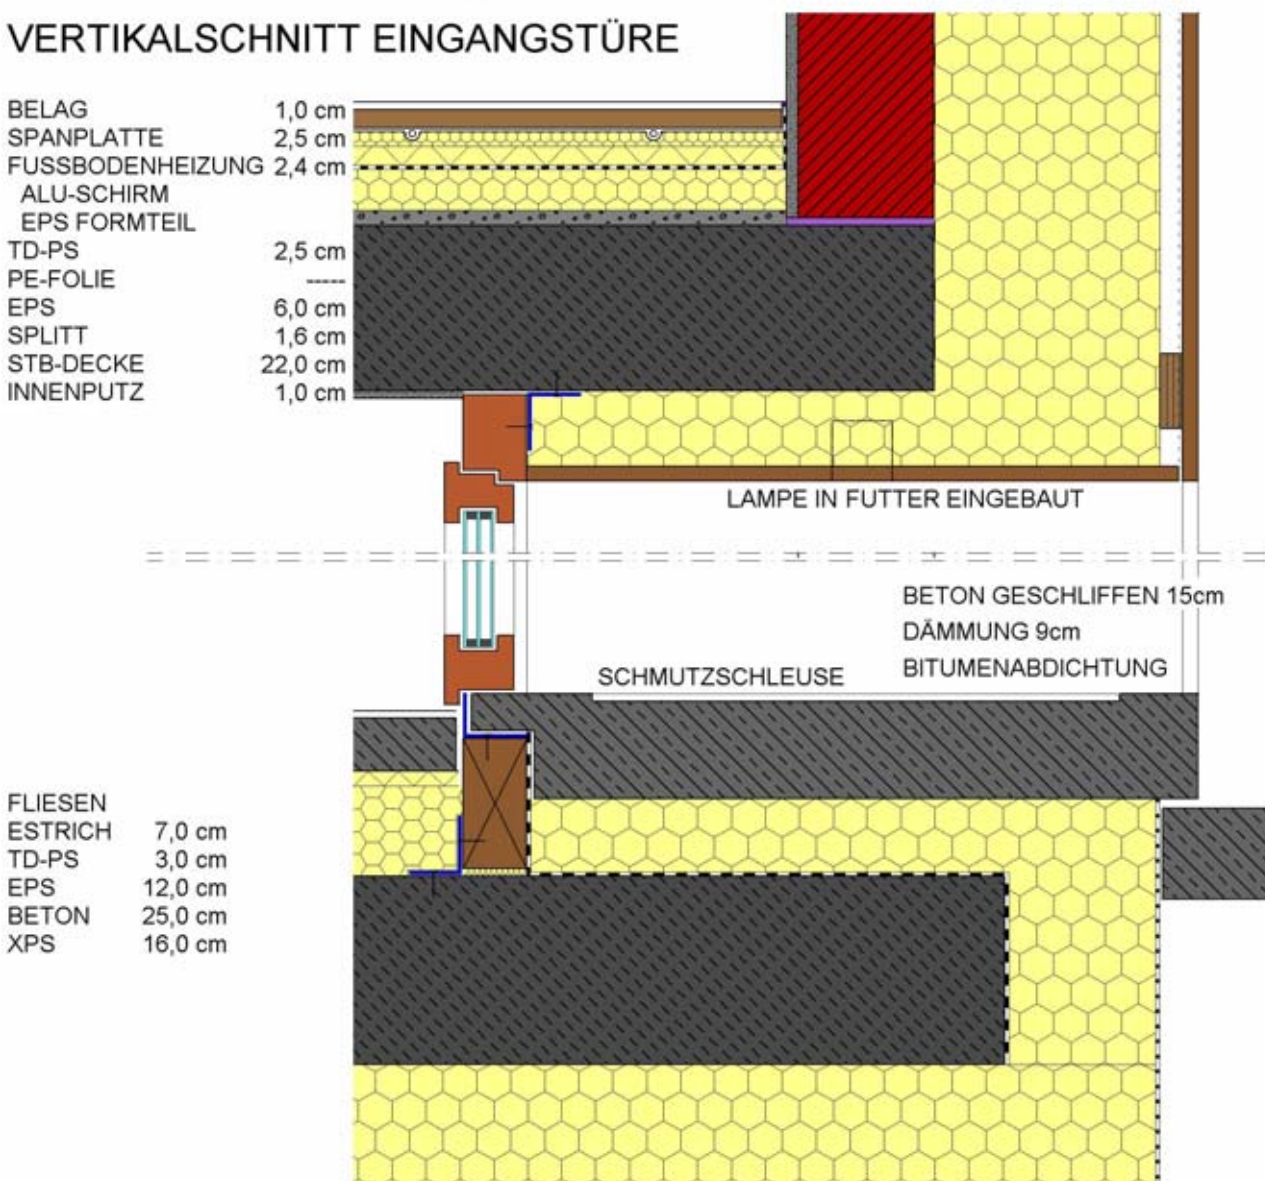 VERTIKALSCHNITT EINGANGSTÜRE
BELAG 1,0 cm
SPANPLATTE 2,5 cm
FUSSBODENHEIZUNG 2,4 cm
ALU-SCHIRM
EPS FORMTEIL
TD-PS 2,5 cm
PE-FOLIE -----
EPS 6,0 cm
SPLITT 1,6 cm
STB-DECKE 22,0 cm
INNENPUTZ 1,0 cm
LAMPE IN FUTTER EINGEBAUT
BETON GESCHLIFFEN 15cm
DÄMMUNG 9cm
BITUMENABDICHTUNG
SCHMUTZSCHLEUSE
FLIESEN
ESTRICH 7,0 cm
TD-PS 3,0 cm
EPS 12,0 cm
BETON 25,0 cm
XPS 16,0 cm